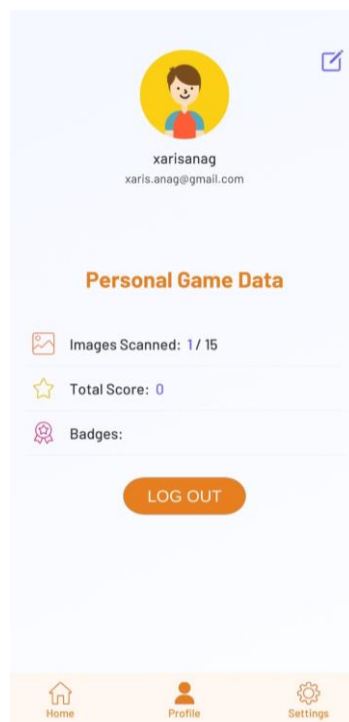 xarisanag
xaris.anag@gmail.com
Personal Game Data
Images Scanned: 1 / 15
Total Score: 0
Badges:
LOG OUT
Home Profile Settings